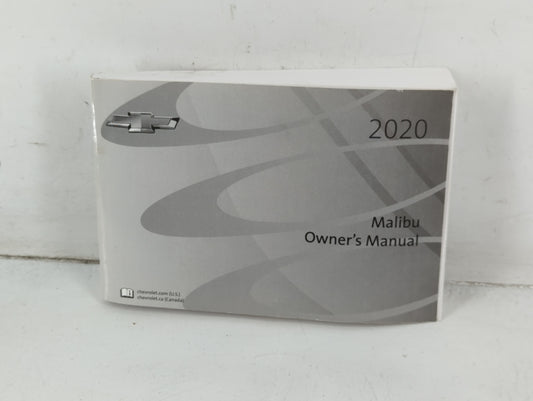 2020
Malibu
Owner's Manual
chevrolet.com (U.S.)
chevrolet.ca (Canada)